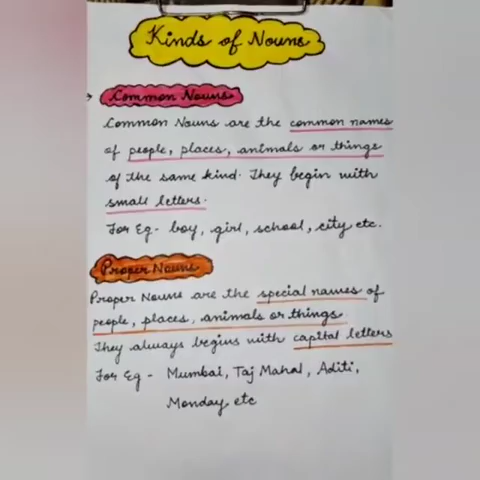 Kinds of Nouns
Common Nouns
Common Nouns are the common names
of people, places, animals or things
of the same kind. They begin with
small letters.
For Eg- boy, girl, school, city etc.
Proper Nouns
Proper Nouns are the special names of
people, places, animals or things
They always begins with capital letters
For Eg - Mumbai, Taj Mahal, Aditi,
Monday etc